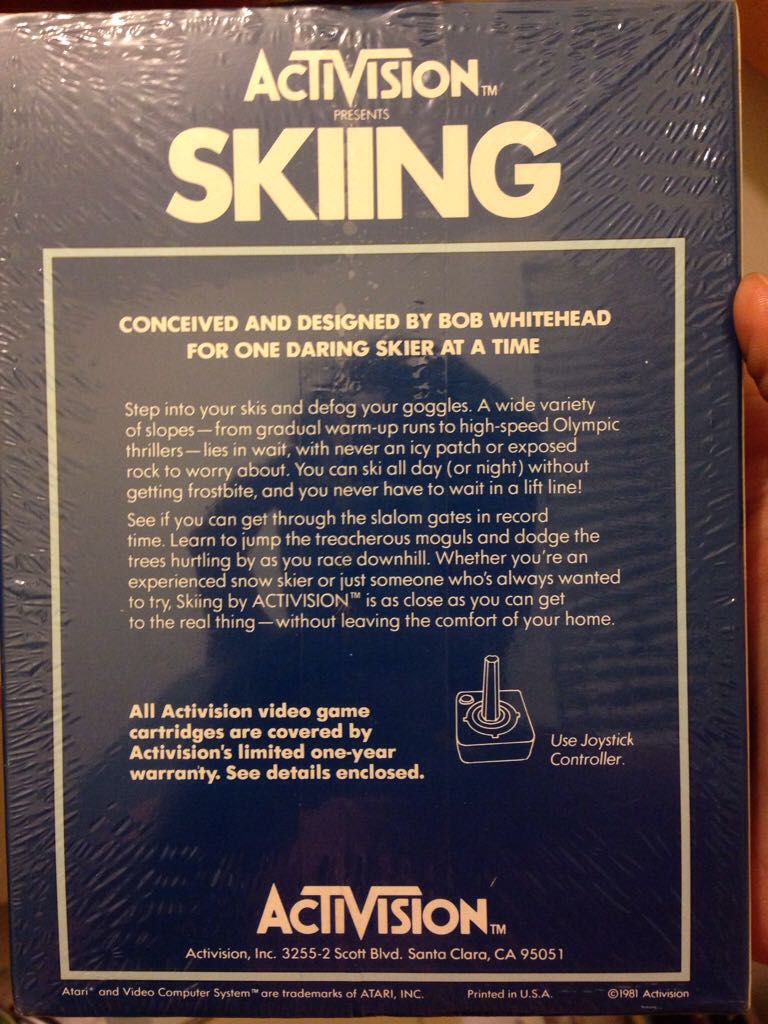 ACTIVISION™
PRESENTS
SKIING
CONCEIVED AND DESIGNED BY BOB WHITEHEAD
FOR ONE DARING SKIER AT A TIME
Step into your skis and defog your goggles. A wide variety
of slopes—from gradual warm-up runs to high-speed Olympic
thrillers—lies in wait, with never an icy patch or exposed
rock to worry about. You can ski all day (or night) without
getting frostbite, and you never have to wait in a lift line!
See if you can get through the slalom gates in record
time. Learn to jump the treacherous moguls and dodge the
trees hurtling by as you race downhill. Whether you're an
experienced snow skier or just someone who's always wanted
to try, Skiing by ACTIVISION™ is as close as you can get
to the real thing—without leaving the comfort of your home.
All Activision video game
cartridges are covered by
Activision's limited one-year
warranty. See details enclosed.
Use Joystick
Controller.
ACTIVISION™
Activision, Inc. 3255-2 Scott Blvd. Santa Clara, CA 95051
Atari® and Video Computer System™ are trademarks of ATARI, INC. Printed in U.S.A. ©1981 Activision